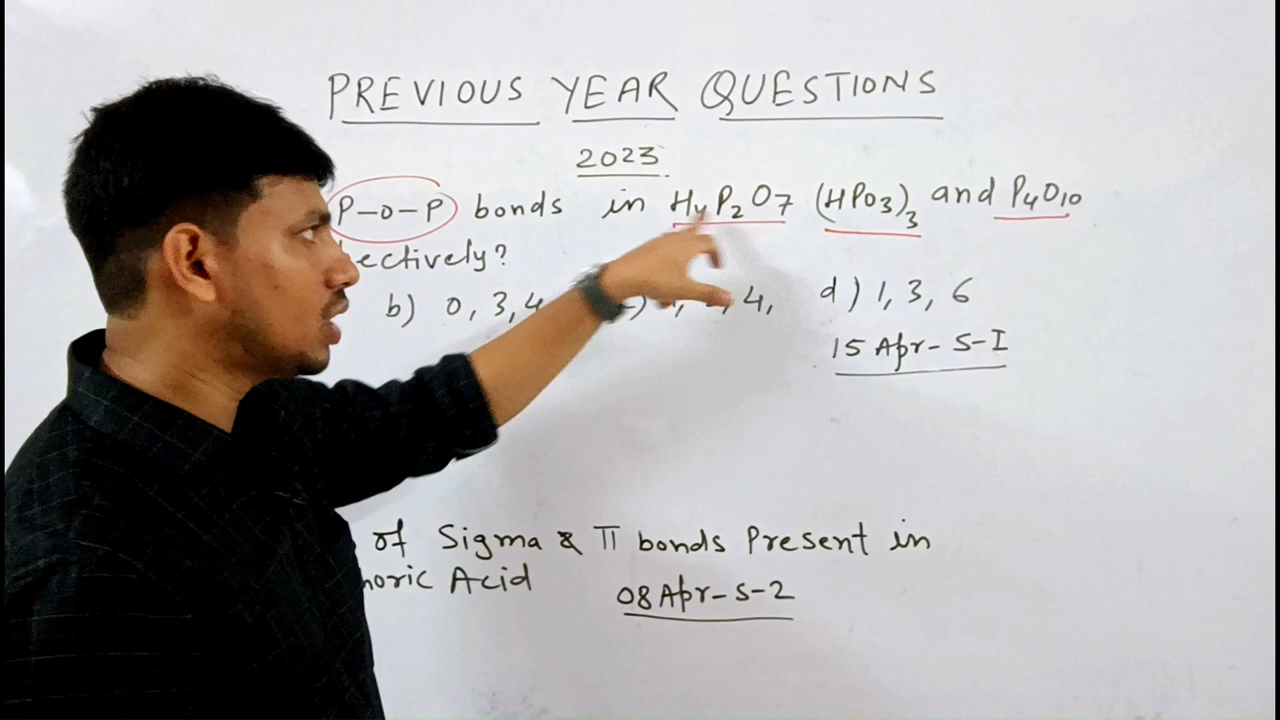 PREVIOUS YEAR QUESTIONS
2023
P-O-P bonds in H4P2O7 (HPO3)3 and P4O10
ectively?
b) 0, 3, 4 4, d) 1, 3, 6
15 Apr - S-I
of Sigma & π bonds Present in
horic Acid
08 Apr - S-2